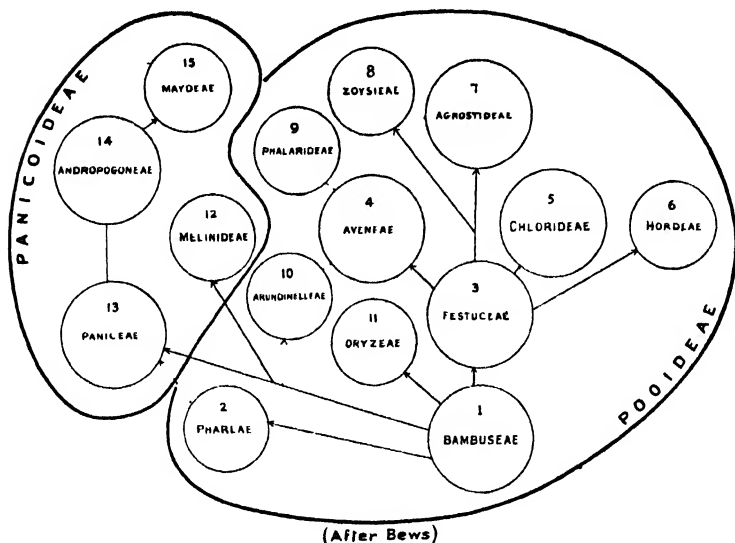 PANICOIDEAE
15
MAYDEAE
14
ANDROPOGONEAE
13
PANICEAE
12
MELINIDEAE
8
ZOYSIEAE
7
AGROSTIDEAE
9
PHALARIDEAE
4
AVENEAE
5
CHLORIDEAE
6
HORDEAE
10
ARUNDINELLEAE
11
ORYZEAE
3
FESTUCEAE
2
PHAREAE
1
BAMBUSEAE
POOIDEAE
(After Bews)